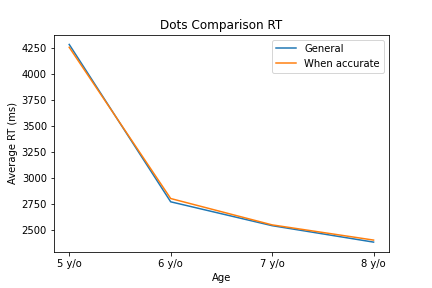 Dots Comparison RT
General
When accurate
Average RT (ms)
4250
4000
3750
3500
3250
3000
2750
2500
5 y/o 6 y/o 7 y/o 8 y/o
Age